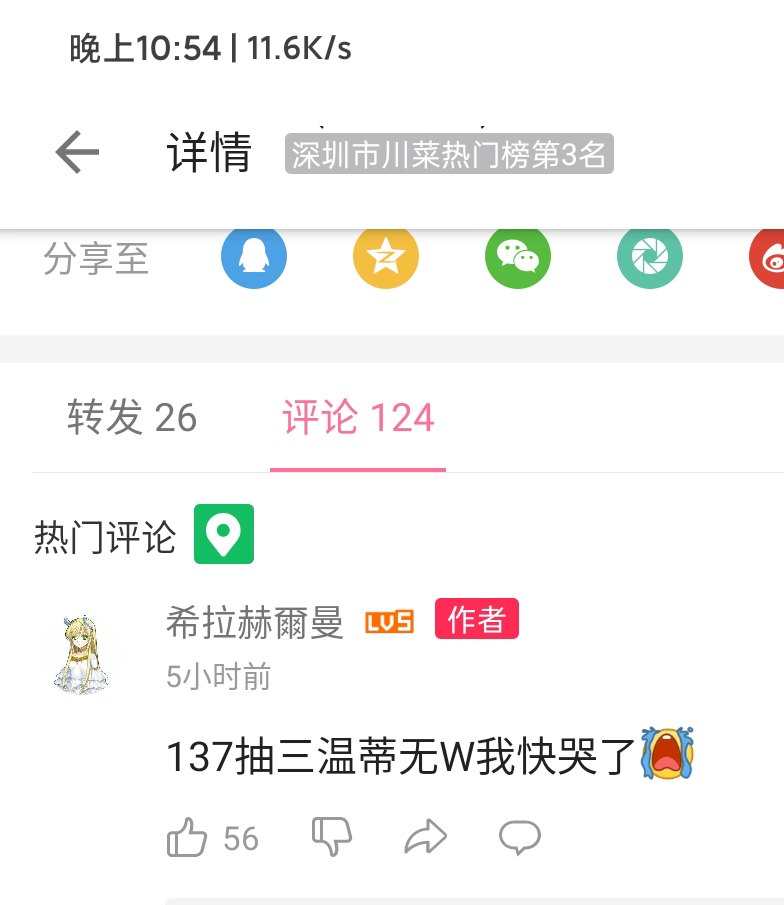 晚上10:54 | 11.6K/s
详情 深圳市川菜热门榜第3名
分享至
转发 26 评论 124
热门评论
希拉赫爾曼 LV5 作者
5小时前
137抽三温蒂无W我快哭了
56